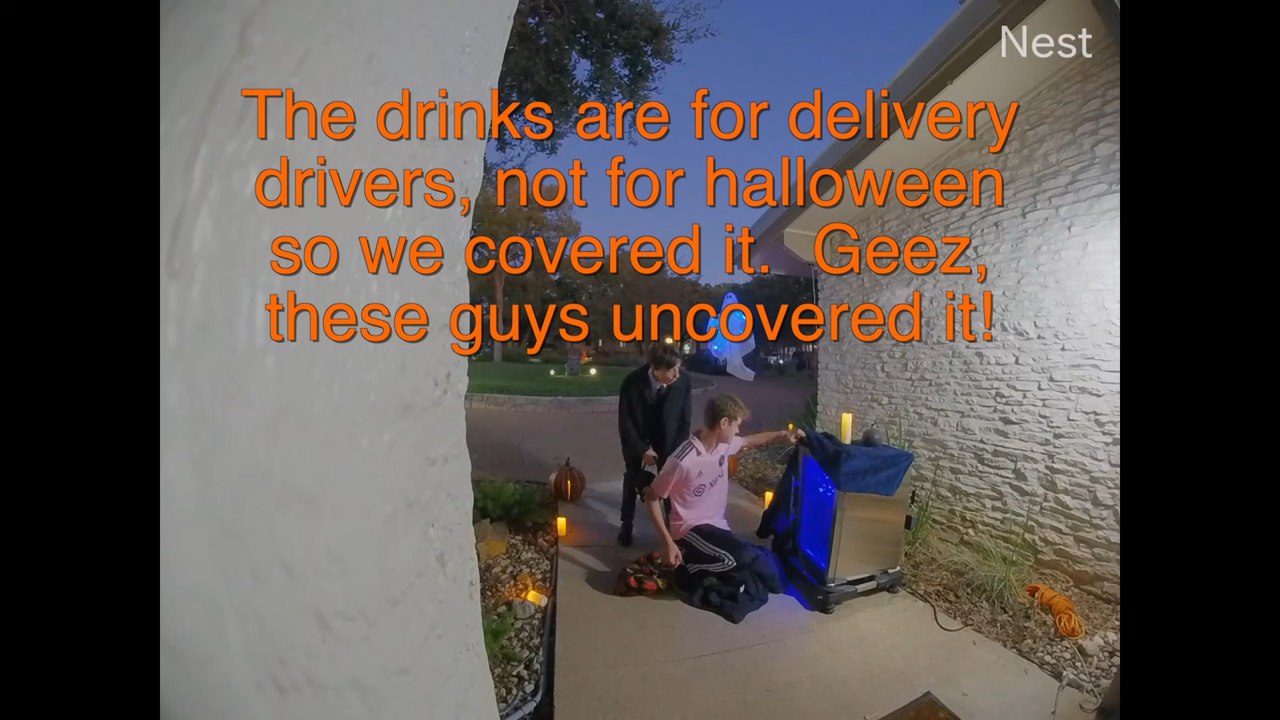 Nest
The drinks are for delivery
drivers, not for halloween
so we covered it.  Geez,
these guys uncovered it!